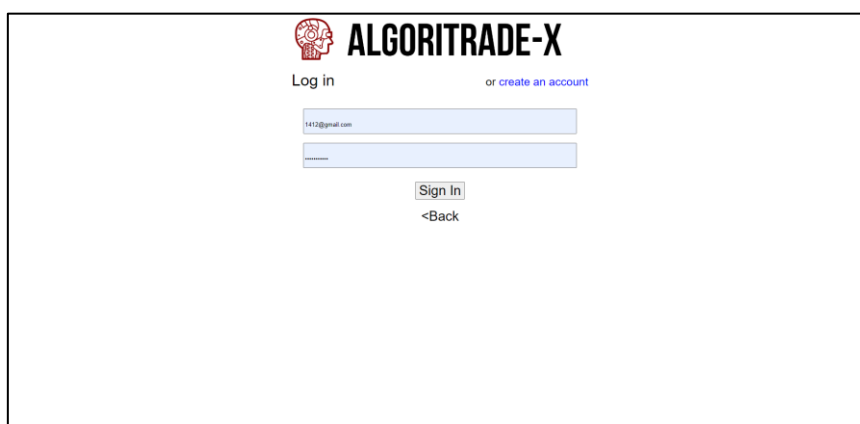 ALGORITRADE-X
Log in or create an account
1412@gmail.com
•••••••••••
Sign In
<Back